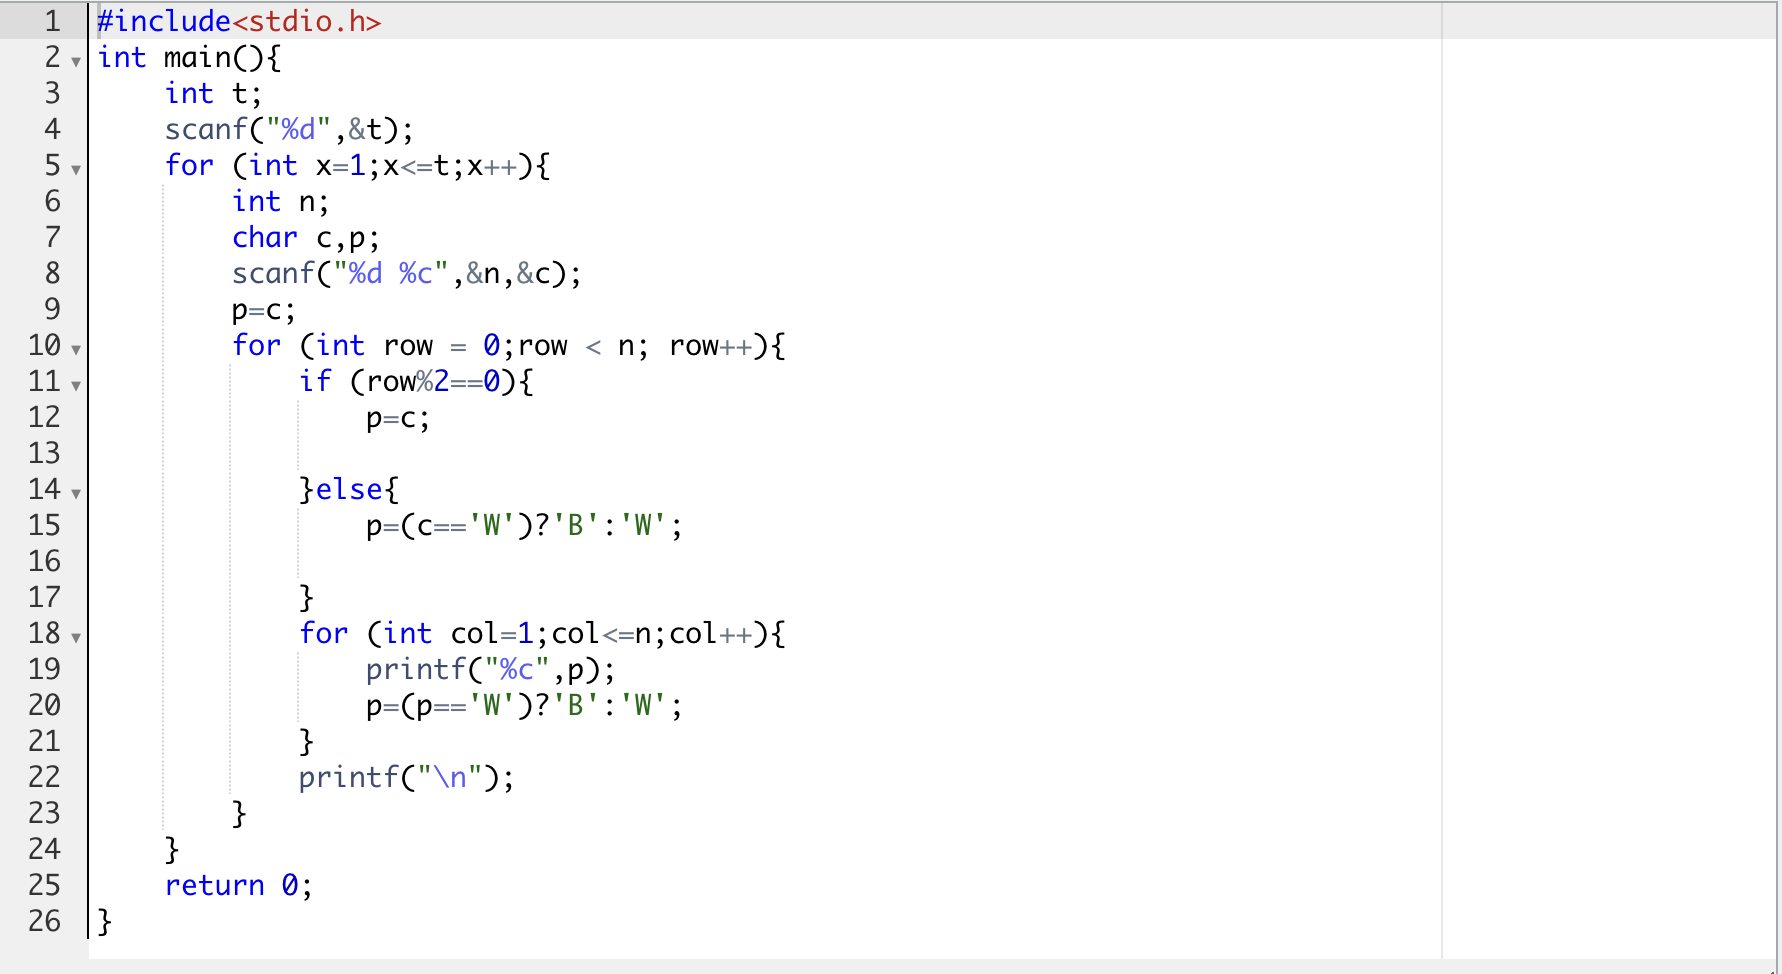 1 #include<stdio.h>
2 int main(){
3     int t;
4     scanf("%d",&t);
5     for (int x=1;x<=t;x++){
6         int n;
7         char c,p;
8         scanf("%d %c",&n,&c);
9         p=c;
10         for (int row = 0;row < n; row++){
11             if (row%2==0){
12                 p=c;
13
14             }else{
15                 p=(c=='W')?'B':'W';
16
17             }
18             for (int col=1;col<=n;col++){
19                 printf("%c",p);
20                 p=(p=='W')?'B':'W';
21             }
22             printf("\n");
23         }
24     }
25     return 0;
26 }